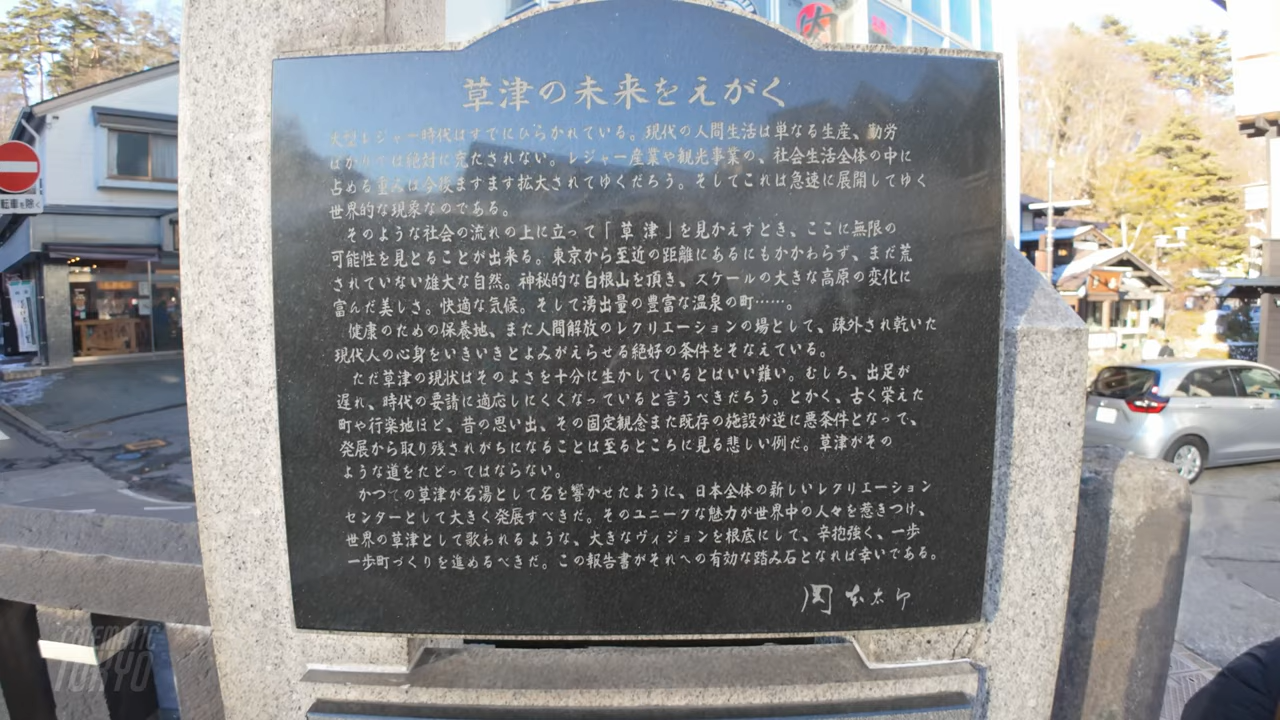 草津の未来をえがく
大型レジャー時代はすでにひらかれている。現代の人間生活は単なる生産、勤労
ばかりでは絶対に充たされない。レジャー産業や観光事業の、社会生活全体の中に
占める重みは今後ますます拡大されてゆくだろう。そしてこれは急速に展開してゆく
世界的な現象なのである。
そのような社会の流れの上に立って「草津」を見かえすとき、ここに無限の
可能性を見とることが出来る。東京から至近の距離にあるにもかかわらず、まだ荒
されていない雄大な自然。神秘的な白根山を頂き、スケールの大きな高原の変化に
富んだ美しさ。快適な気候。そして湧出量の豊富な温泉の町……。
健康のための保養地、また人間解放のレクリエーションの場として、疎外され乾いた
現代人の心身をいきいきとよみがえらせる絶好の条件をそなえている。
ただ草津の現状はそのよさを十分に生かしているとはいい難い。むしろ、出足が
遅れ、時代の要請に適応しにくくなっていると言うべきだろう。とかく、古く栄えた
町や行楽地ほど、昔の思い出、その固定観念また既存の施設が逆に悪条件となって、
発展から取り残されがちになることは至るところに見る悲しい例だ。草津がその
ような道をたどってはならない。
かつての草津が名湯として名を響かせたように、日本全体の新しいレクリエーション
センターとして大きく発展すべきだ。そのユニークな魅力が世界中の人々を惹きつけ、
世界の草津として歌われるような、大きなヴィジョンを根底にして、辛抱強く、一歩
一歩町づくりを進めるべきだ。この報告書がそれへの有効な踏み石となれば幸いである。
岡本太郎
転車を除く
CINEMATIC
TOKYO